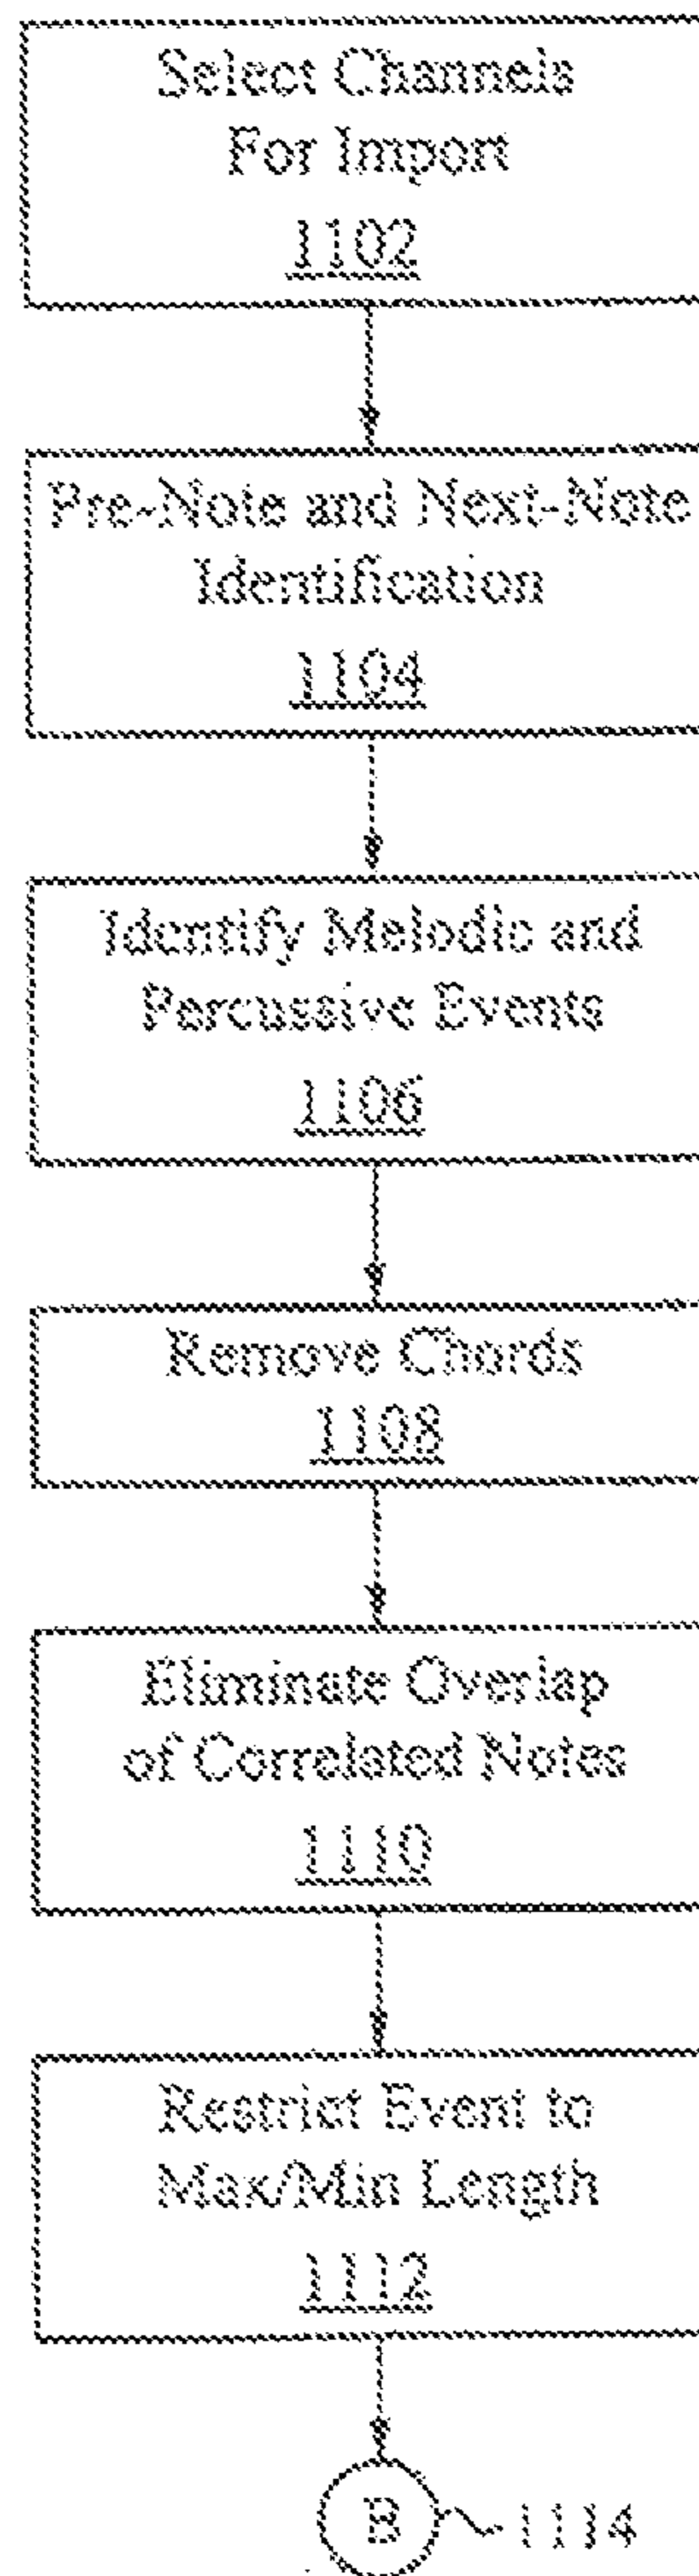 Select Channels
For Import
1102
Pre-Note and Next-Note
Identification
1104
Identify Melodic and
Percussive Events
1106
Remove Chords
1108
Eliminate Overlap
of Correlated Notes
1110
Restrict Event to
Max/Min Length
1112
B 1114